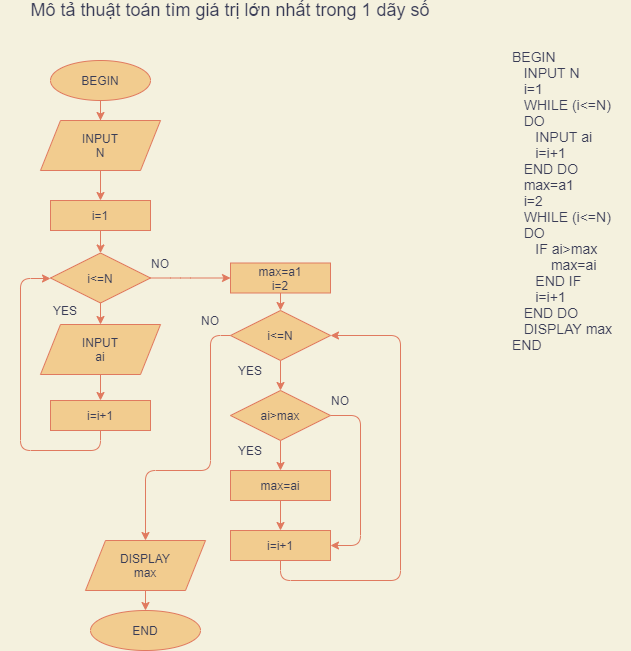 Mô tả thuật toán tìm giá trị lớn nhất trong 1 dãy số
BEGIN
INPUT
N
i=1
i<=N
NO
YES
INPUT
ai
i=i+1
max=a1
i=2
NO
i<=N
YES
ai>max
NO
YES
max=ai
i=i+1
DISPLAY
max
END
BEGIN
INPUT N
i=1
WHILE (i<=N)
DO
INPUT ai
i=i+1
END DO
max=a1
i=2
WHILE (i<=N)
DO
IF ai>max
max=ai
END IF
i=i+1
END DO
DISPLAY max
END